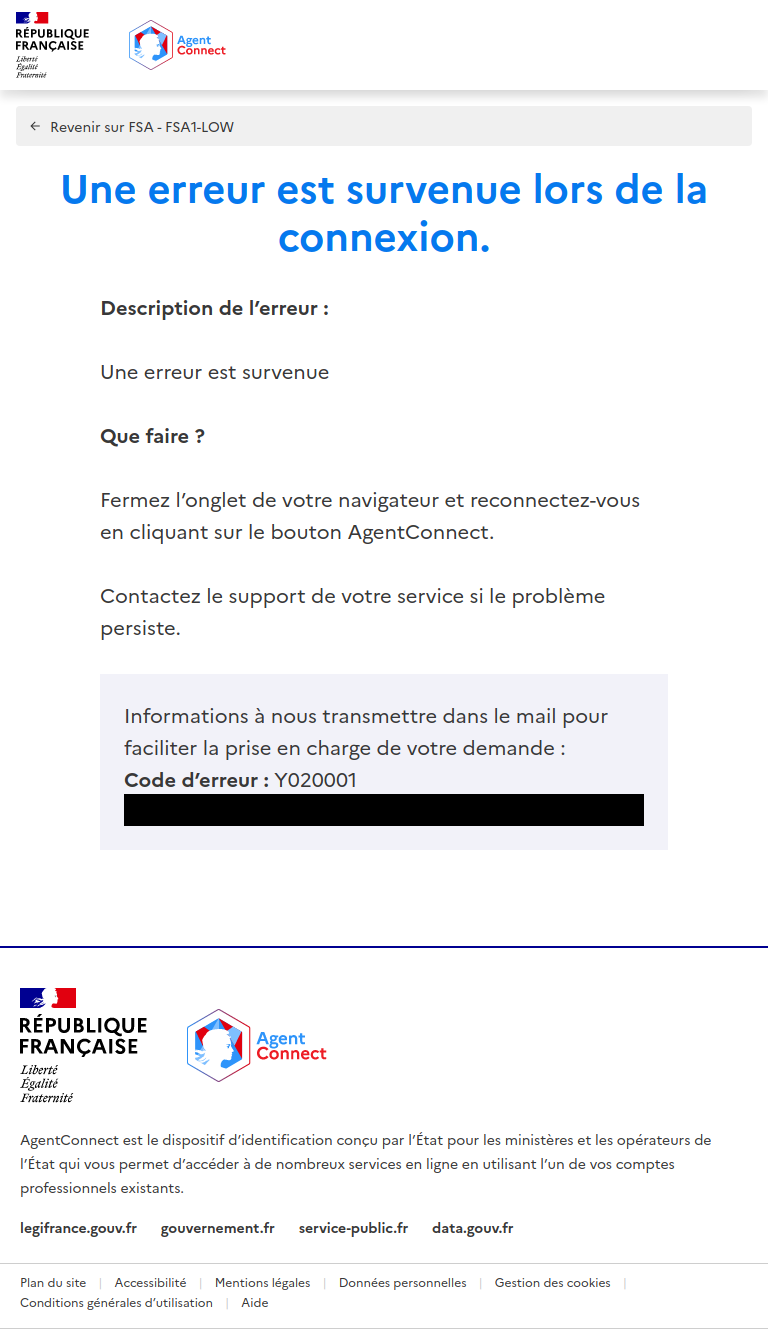 RÉPUBLIQUE
FRANÇAISE
Liberté
Égalité
Fraternité
Agent
Connect
← Revenir sur FSA - FSA1-LOW
Une erreur est survenue lors de la
connexion.
Description de l’erreur :
Une erreur est survenue
Que faire ?
Fermez l’onglet de votre navigateur et reconnectez-vous
en cliquant sur le bouton AgentConnect.
Contactez le support de votre service si le problème
persiste.
Informations à nous transmettre dans le mail pour
faciliter la prise en charge de votre demande :
Code d’erreur : Y020001
RÉPUBLIQUE
FRANÇAISE
Liberté
Égalité
Fraternité
Agent
Connect
AgentConnect est le dispositif d’identification conçu par l’État pour les ministères et les opérateurs de
l’État qui vous permet d’accéder à de nombreux services en ligne en utilisant l’un de vos comptes
professionnels existants.
legifrance.gouv.fr gouvernement.fr service-public.fr data.gouv.fr
Plan du site | Accessibilité | Mentions légales | Données personnelles | Gestion des cookies |
Conditions générales d’utilisation | Aide